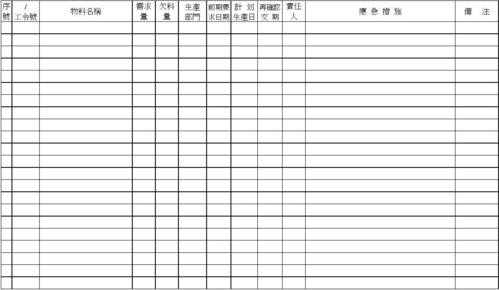 序號
/
工令號
物料名稱
需求量
欠料量
生產部門
前期要求日期
計划生產日
再確認交期
責任人
應急措施
備 注